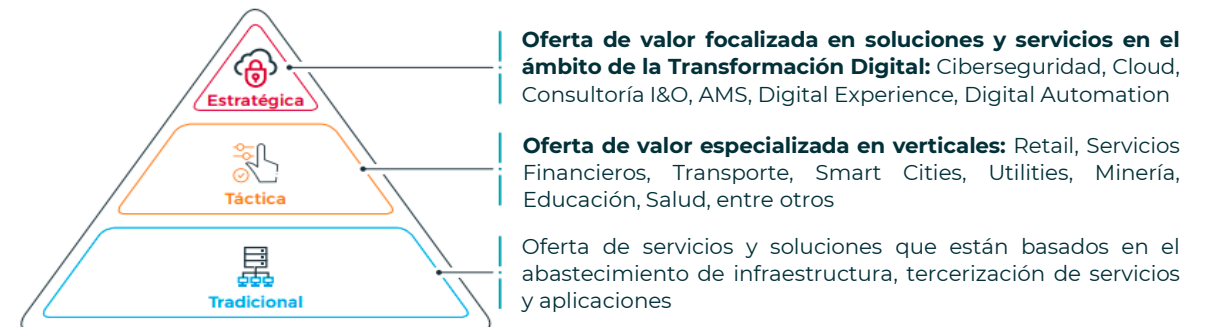 Estratégica
Oferta de valor focalizada en soluciones y servicios en el
ámbito de la Transformación Digital: Ciberseguridad, Cloud,
Consultoría I&O, AMS, Digital Experience, Digital Automation
Táctica
Oferta de valor especializada en verticales: Retail, Servicios
Financieros, Transporte, Smart Cities, Utilities, Minería,
Educación, Salud, entre otros
Tradicional
Oferta de servicios y soluciones que están basados en el
abastecimiento de infraestructura, tercerización de servicios
y aplicaciones